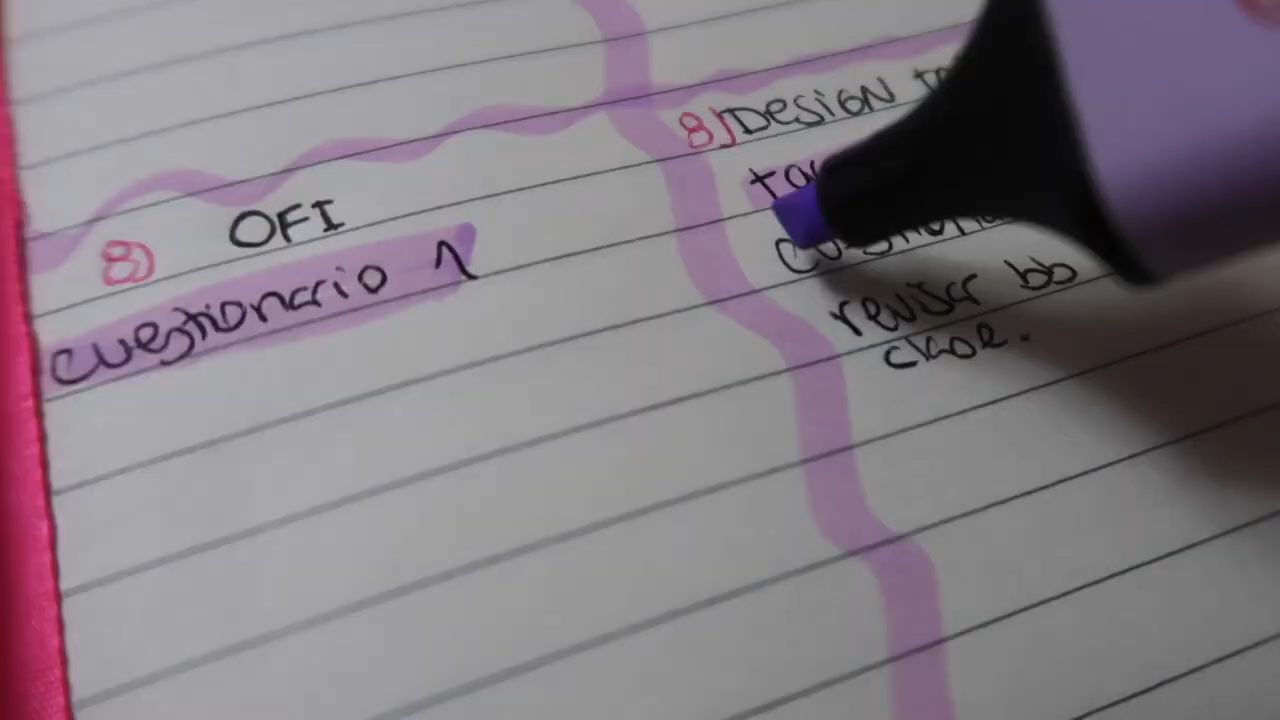 8) OFI
cuestionario 1
8) DESIGN
revisar bb
clase.